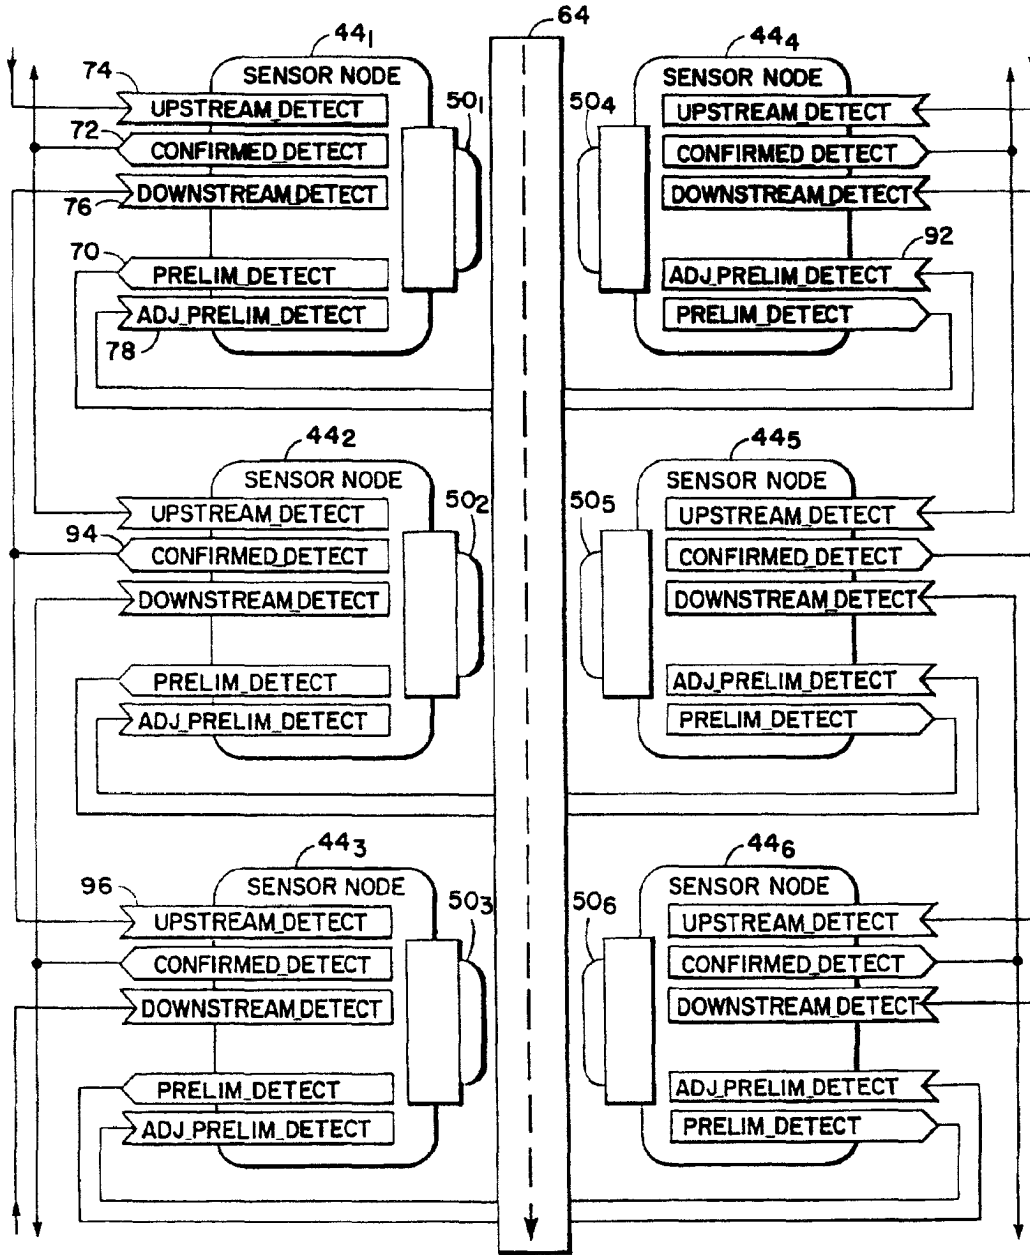 64
44₁
SENSOR NODE
74
UPSTREAM_DETECT
72
CONFIRMED_DETECT
76
DOWNSTREAM_DETECT
70
PRELIM_DETECT
78
ADJ_PRELIM_DETECT
50₁
44₄
SENSOR NODE
50₄
UPSTREAM_DETECT
CONFIRMED_DETECT
DOWNSTREAM_DETECT
92
ADJ_PRELIM_DETECT
PRELIM_DETECT
44₂
SENSOR NODE
UPSTREAM_DETECT
94
CONFIRMED_DETECT
DOWNSTREAM_DETECT
PRELIM_DETECT
ADJ_PRELIM_DETECT
50₂
44₅
SENSOR NODE
50₅
UPSTREAM_DETECT
CONFIRMED_DETECT
DOWNSTREAM_DETECT
ADJ_PRELIM_DETECT
PRELIM_DETECT
44₃
SENSOR NODE
96
UPSTREAM_DETECT
CONFIRMED_DETECT
DOWNSTREAM_DETECT
PRELIM_DETECT
ADJ_PRELIM_DETECT
50₃
44₆
SENSOR NODE
50₆
UPSTREAM_DETECT
CONFIRMED_DETECT
DOWNSTREAM_DETECT
ADJ_PRELIM_DETECT
PRELIM_DETECT